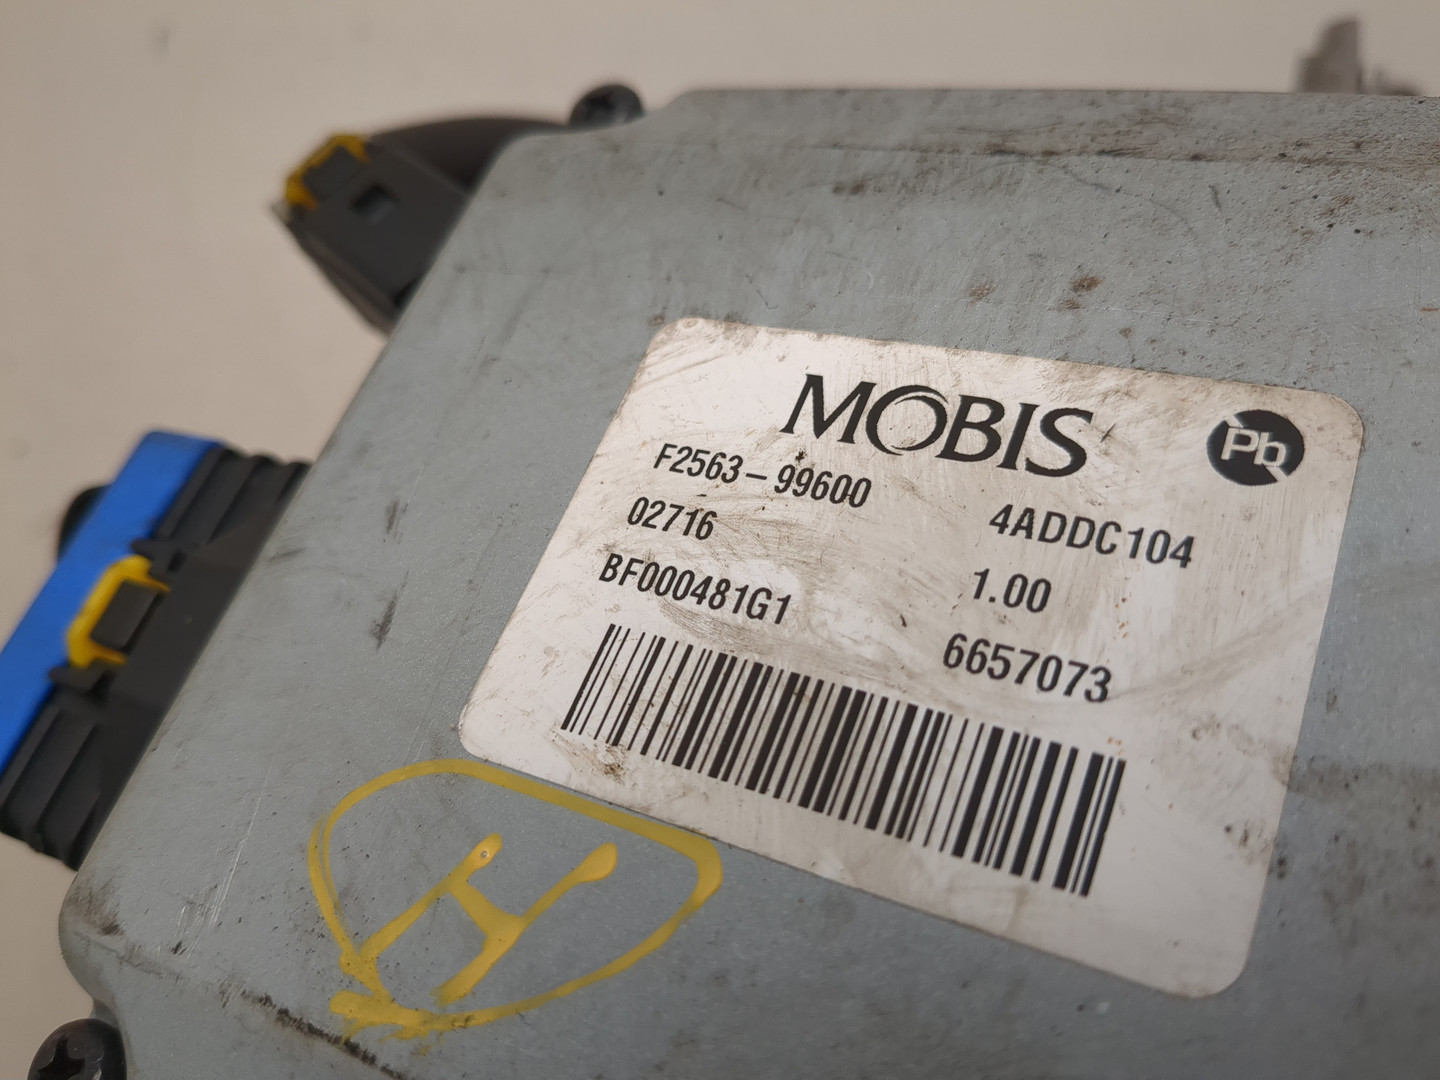 MOBIS
Pb
F2563-99600
4ADDC104
02716
1.00
BF000481G1
6657073
H